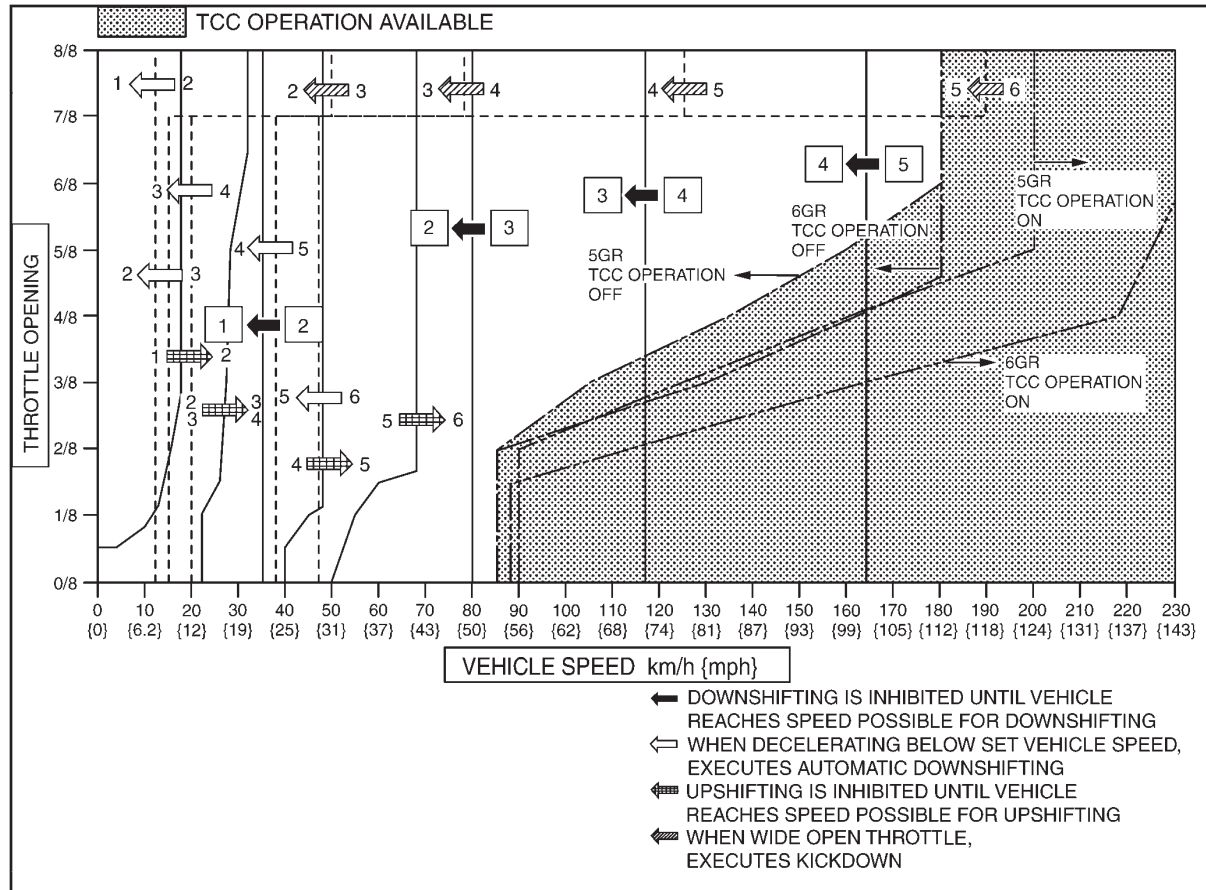 TCC OPERATION AVAILABLE
THROTTLE OPENING
8/8
7/8
6/8
5/8
4/8
3/8
2/8
1/8
0/8
1 2
2 3
3 4
4 5
5 6
3 4
4 5
2 3
1 2
5 6
4 5
3 4
2 3
1 2
1 2
2 3
3 4
5 6
4 5
5GR
TCC OPERATION
OFF
6GR
TCC OPERATION
OFF
5GR
TCC OPERATION
ON
6GR
TCC OPERATION
ON
0 10 20 30 40 50 60 70 80 90 100 110 120 130 140 150 160 170 180 190 200 210 220 230
{0} {6.2} {12} {19} {25} {31} {37} {43} {50} {56} {62} {68} {74} {81} {87} {93} {99} {105} {112} {118} {124} {131} {137} {143}
VEHICLE SPEED km/h {mph}
DOWNSHIFTING IS INHIBITED UNTIL VEHICLE
REACHES SPEED POSSIBLE FOR DOWNSHIFTING
WHEN DECELERATING BELOW SET VEHICLE SPEED,
EXECUTES AUTOMATIC DOWNSHIFTING
UPSHIFTING IS INHIBITED UNTIL VEHICLE
REACHES SPEED POSSIBLE FOR UPSHIFTING
WHEN WIDE OPEN THROTTLE,
EXECUTES KICKDOWN